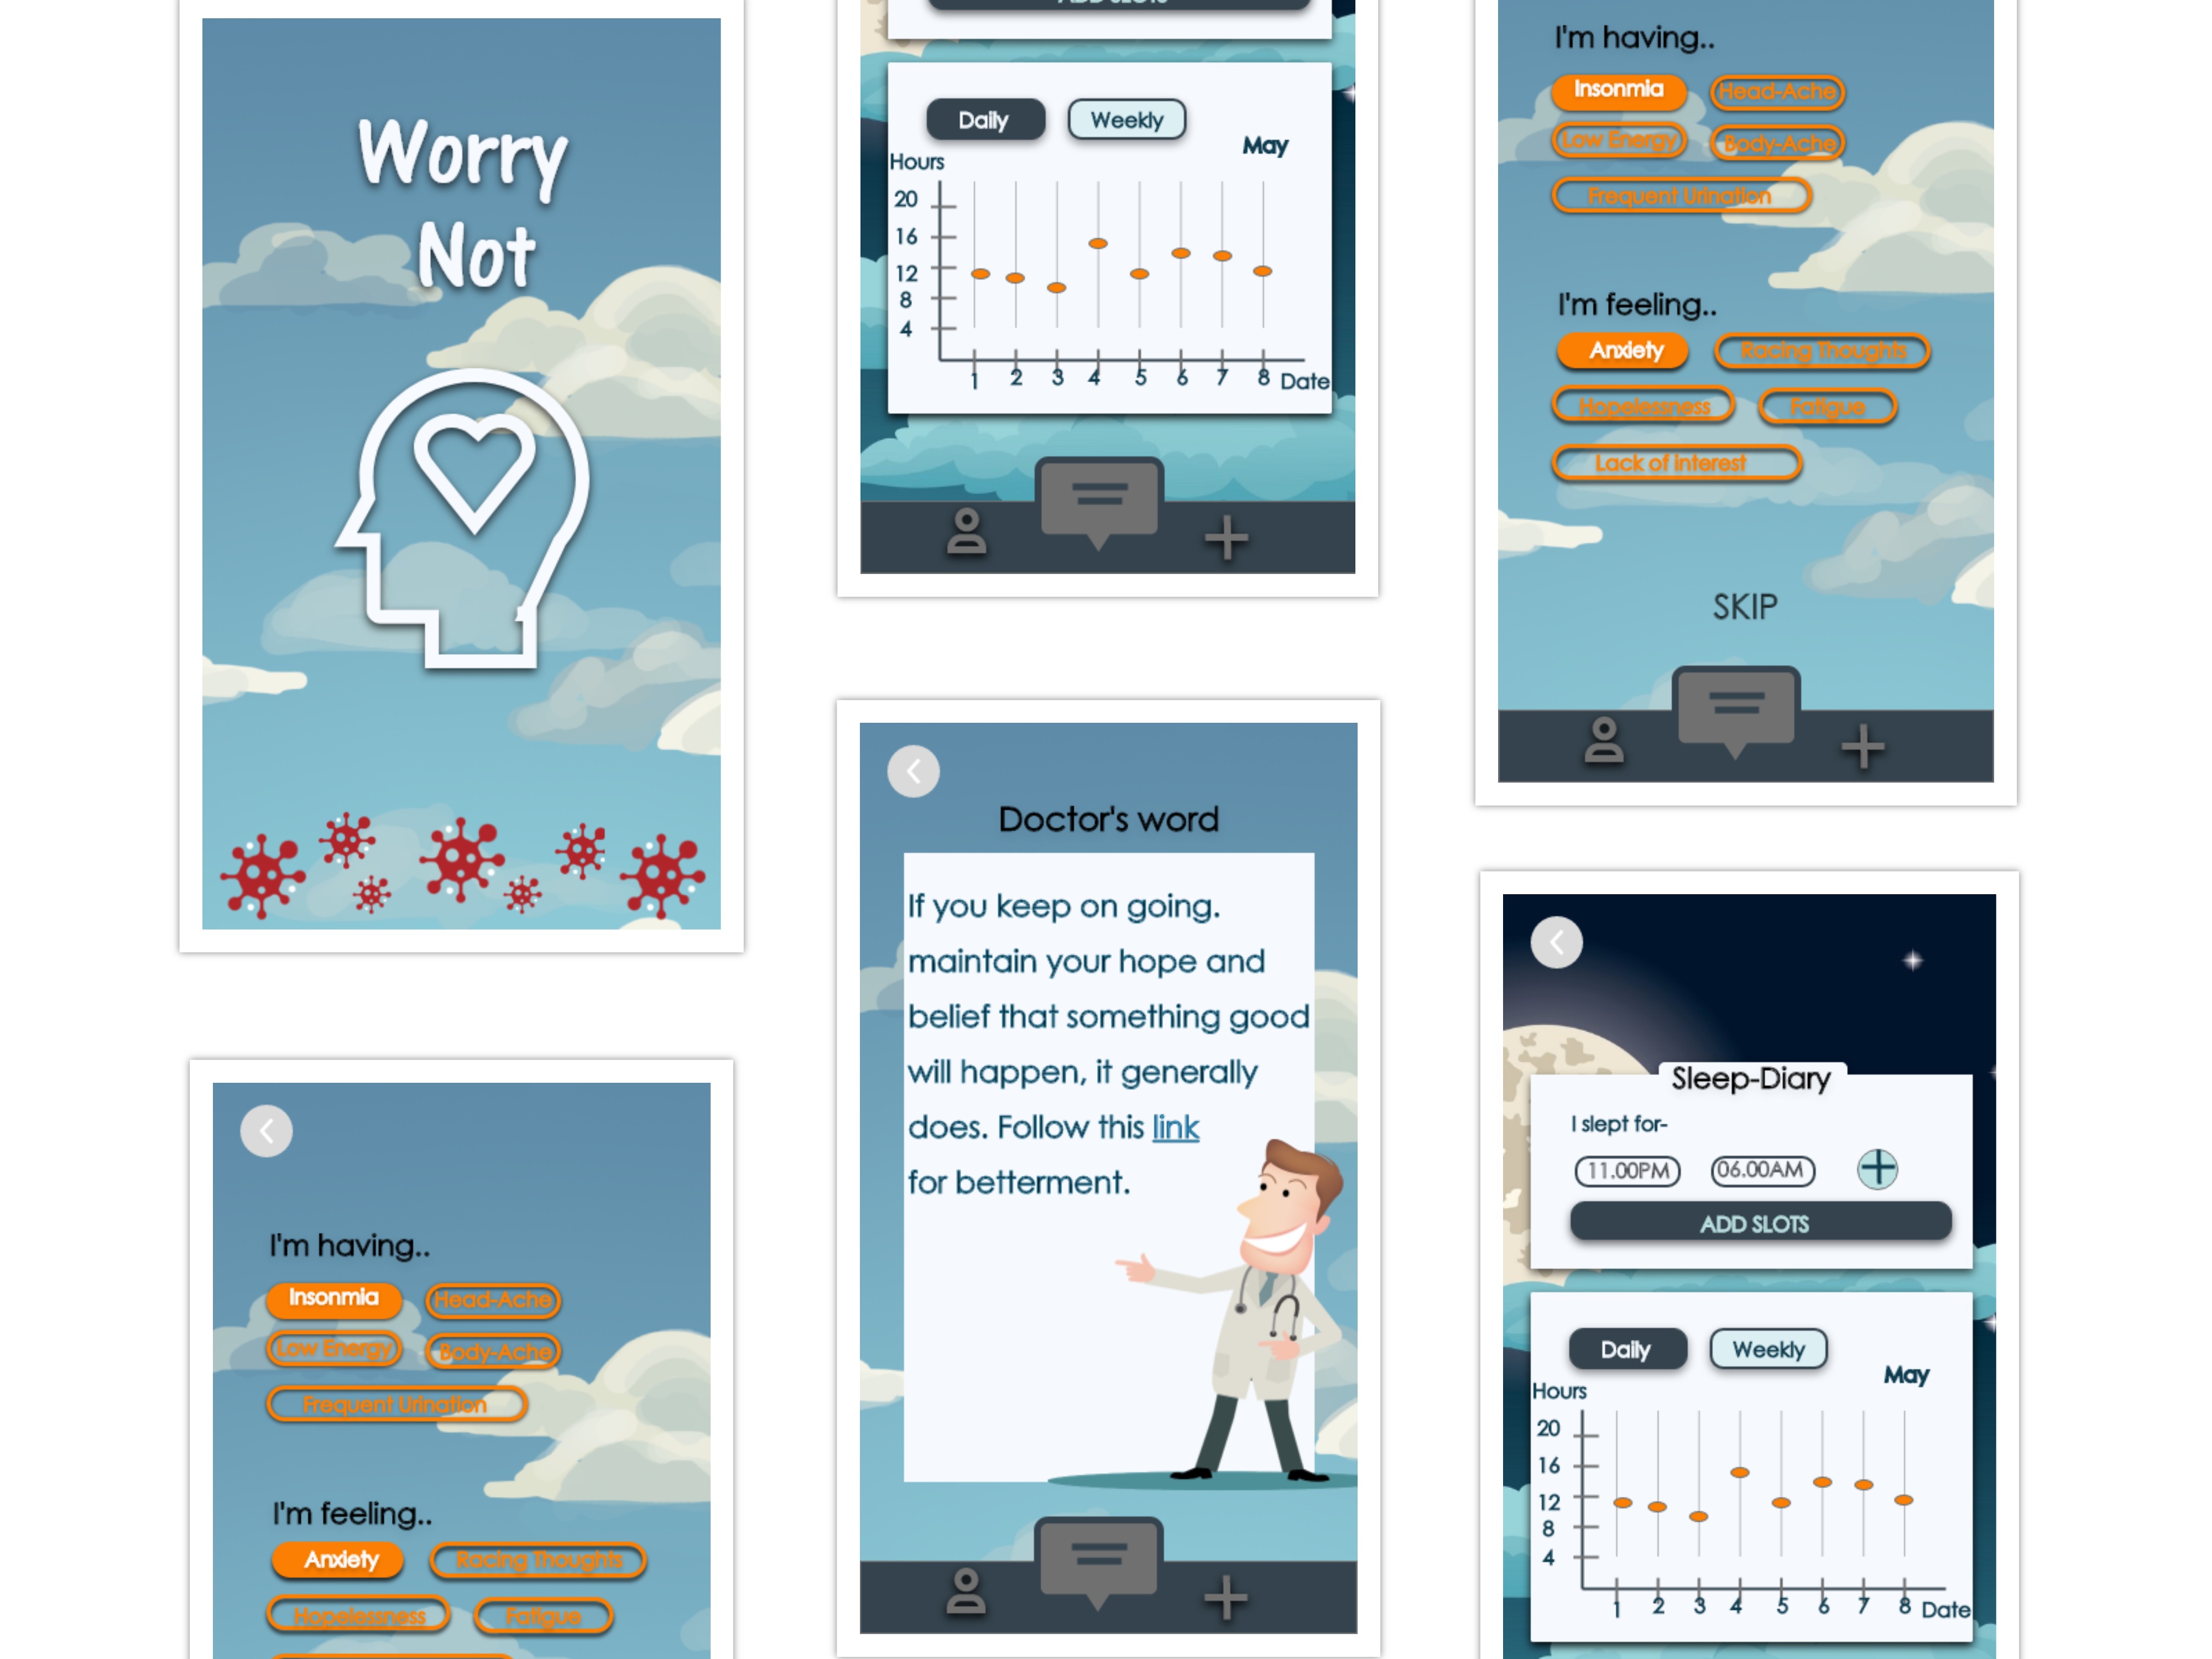 Worry
Not
I'm having..
Insonmia
Head-Ache
Low Energy
Body-Ache
Frequent Urination
I'm feeling..
Anxiety
Racing Thoughts
Hopelessness
Fatigue
ADD SLOTS
Daily
Weekly
May
Hours
20
16
12
8
4
1 2 3 4 5 6 7 8 Date
Doctor's word
If you keep on going.
maintain your hope and
belief that something good
will happen, it generally
does. Follow this link
for betterment.
I'm having..
Insonmia
Head-Ache
Low Energy
Body-Ache
Frequent Urination
I'm feeling..
Anxiety
Racing Thoughts
Hopelessness
Fatigue
Lack of interest
SKIP
Sleep-Diary
I slept for-
11.00PM
06.00AM
ADD SLOTS
Daily
Weekly
May
Hours
20
16
12
8
4
1 2 3 4 5 6 7 8 Date